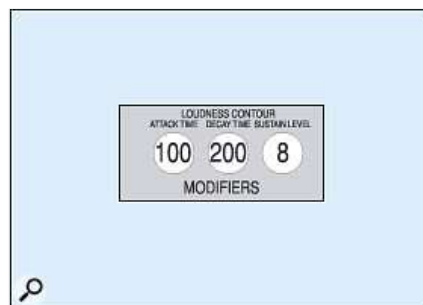 LOUDNESS CONTOUR
ATTACK TIME DECAY TIME SUSTAIN LEVEL
100 200 8
MODIFIERS